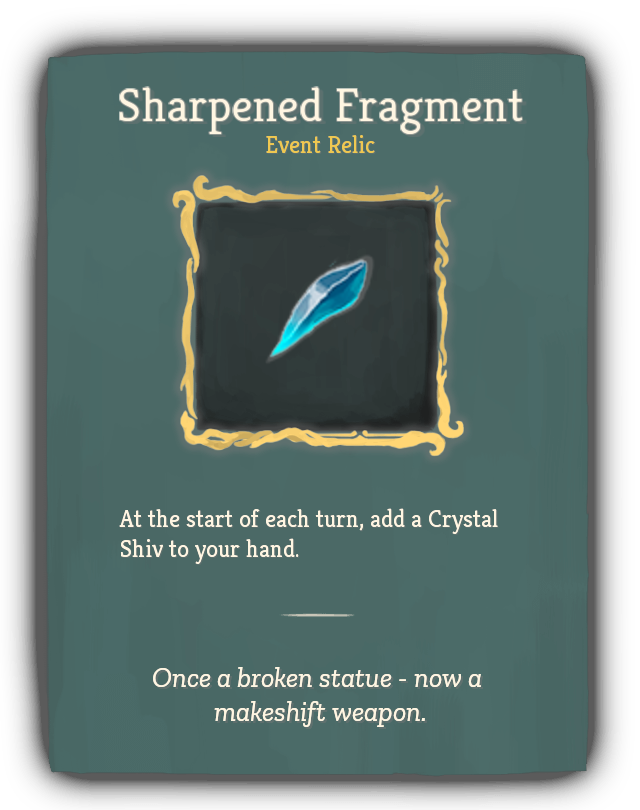 Sharpened Fragment
Event Relic
At the start of each turn, add a Crystal
Shiv to your hand.
Once a broken statue - now a
makeshift weapon.